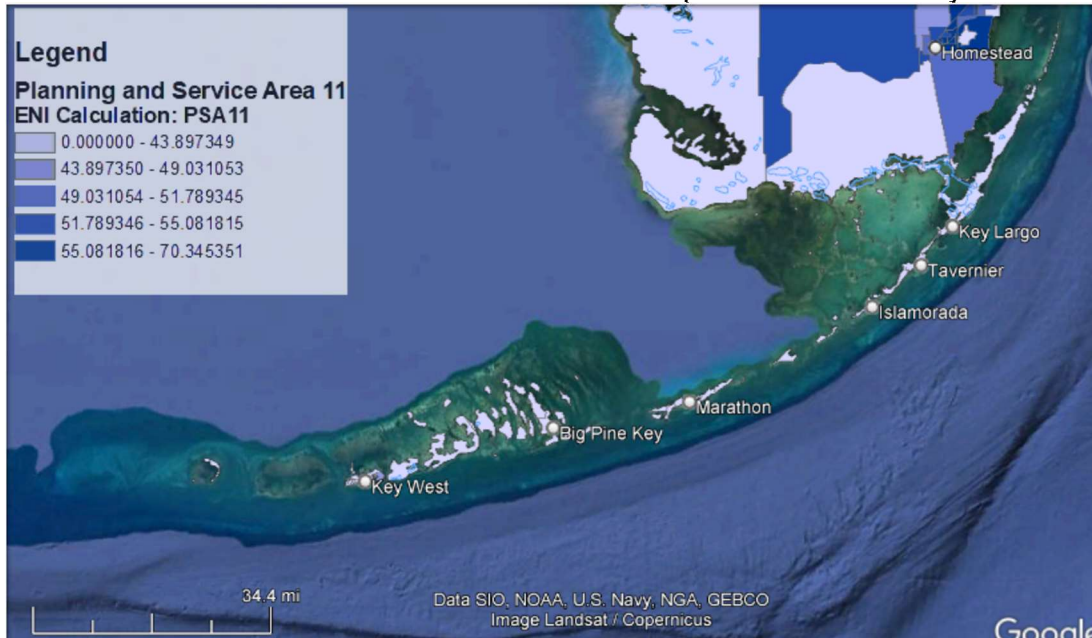 Legend
Planning and Service Area 11
ENI Calculation: PSA11
0.000000 - 43.897349
43.897350 - 49.031053
49.031054 - 51.789345
51.789346 - 55.081815
55.081816 - 70.345351
Homestead
Key Largo
Tavernier
Islamorada
Marathon
Big Pine Key
Key West
34.4 mi
Data SIO, NOAA, U.S. Navy, NGA, GEBCO
Image Landsat / Copernicus
Google